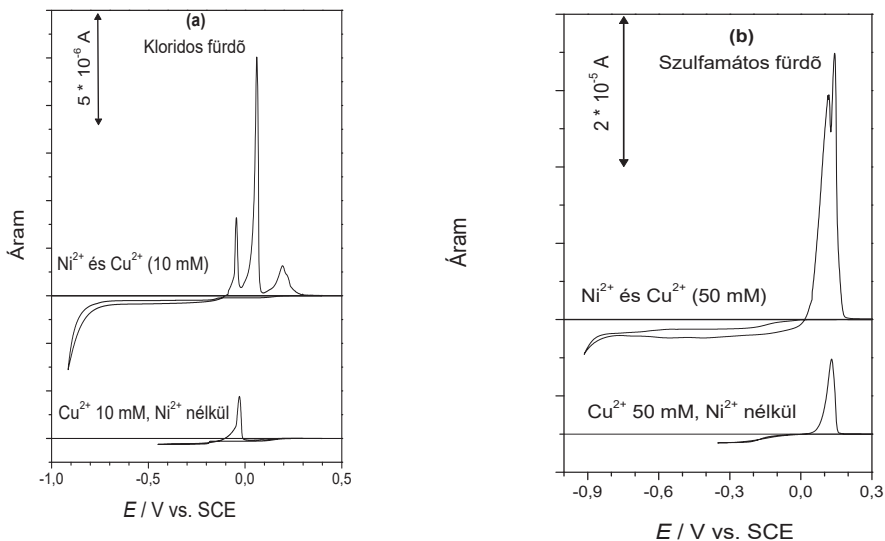 (a)
Kloridos fürdõ
5 * 10⁻⁶ A
Áram
Ni²⁺ és Cu²⁺ (10 mM)
Cu²⁺ 10 mM, Ni²⁺ nélkül
-1,0 -0,5 0,0 0,5
E / V vs. SCE
(b)
Szulfamátos fürdõ
2 * 10⁻⁵ A
Áram
Ni²⁺ és Cu²⁺ (50 mM)
Cu²⁺ 50 mM, Ni²⁺ nélkül
-0,9 -0,6 -0,3 0,0 0,3
E / V vs. SCE